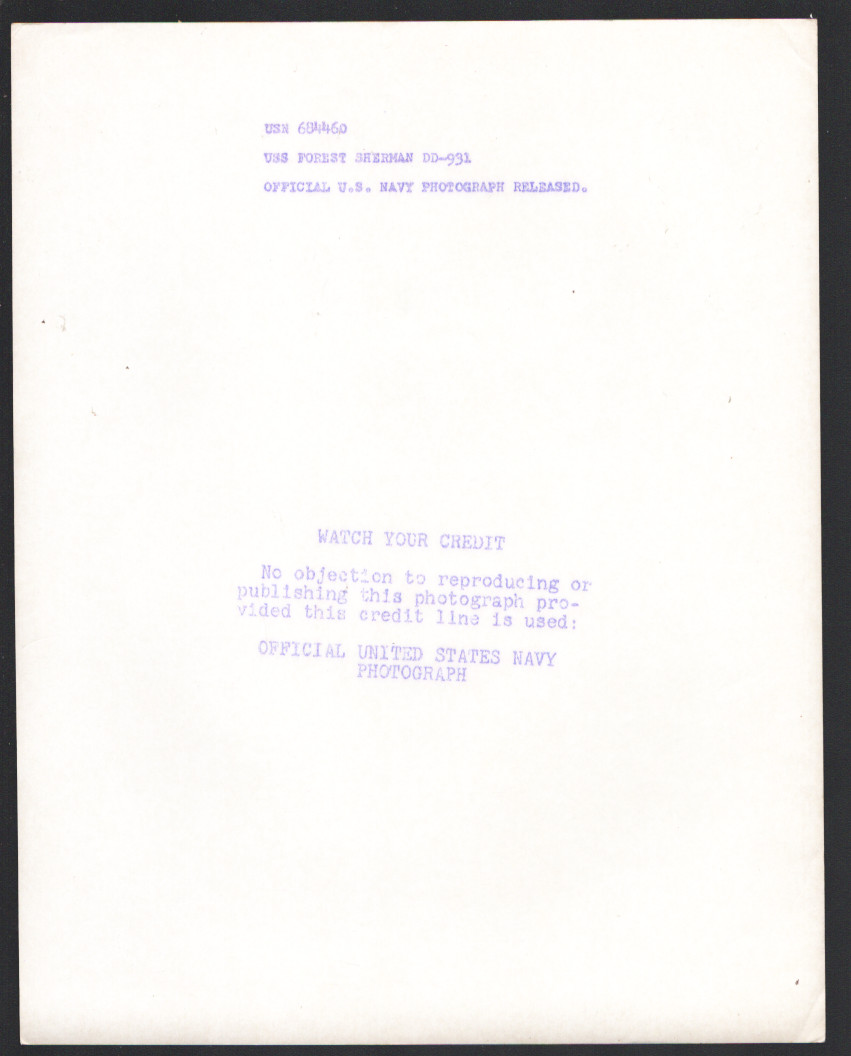 USN 684460
USS FOREST SHERMAN DD-931
OFFICIAL U.S. NAVY PHOTOGRAPH RELEASED.
WATCH YOUR CREDIT
No objection to reproducing or
publishing this photograph pro-
vided this credit line is used:
OFFICIAL UNITED STATES NAVY
PHOTOGRAPH